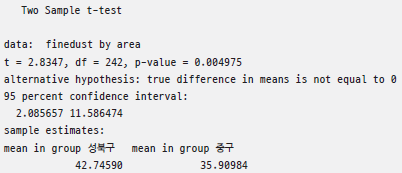 Two Sample t-test
data:  finedust by area
t = 2.8347, df = 242, p-value = 0.004975
alternative hypothesis: true difference in means is not equal to 0
95 percent confidence interval:
2.085657 11.586474
sample estimates:
mean in group 성북구   mean in group 중구
42.74590              35.90984